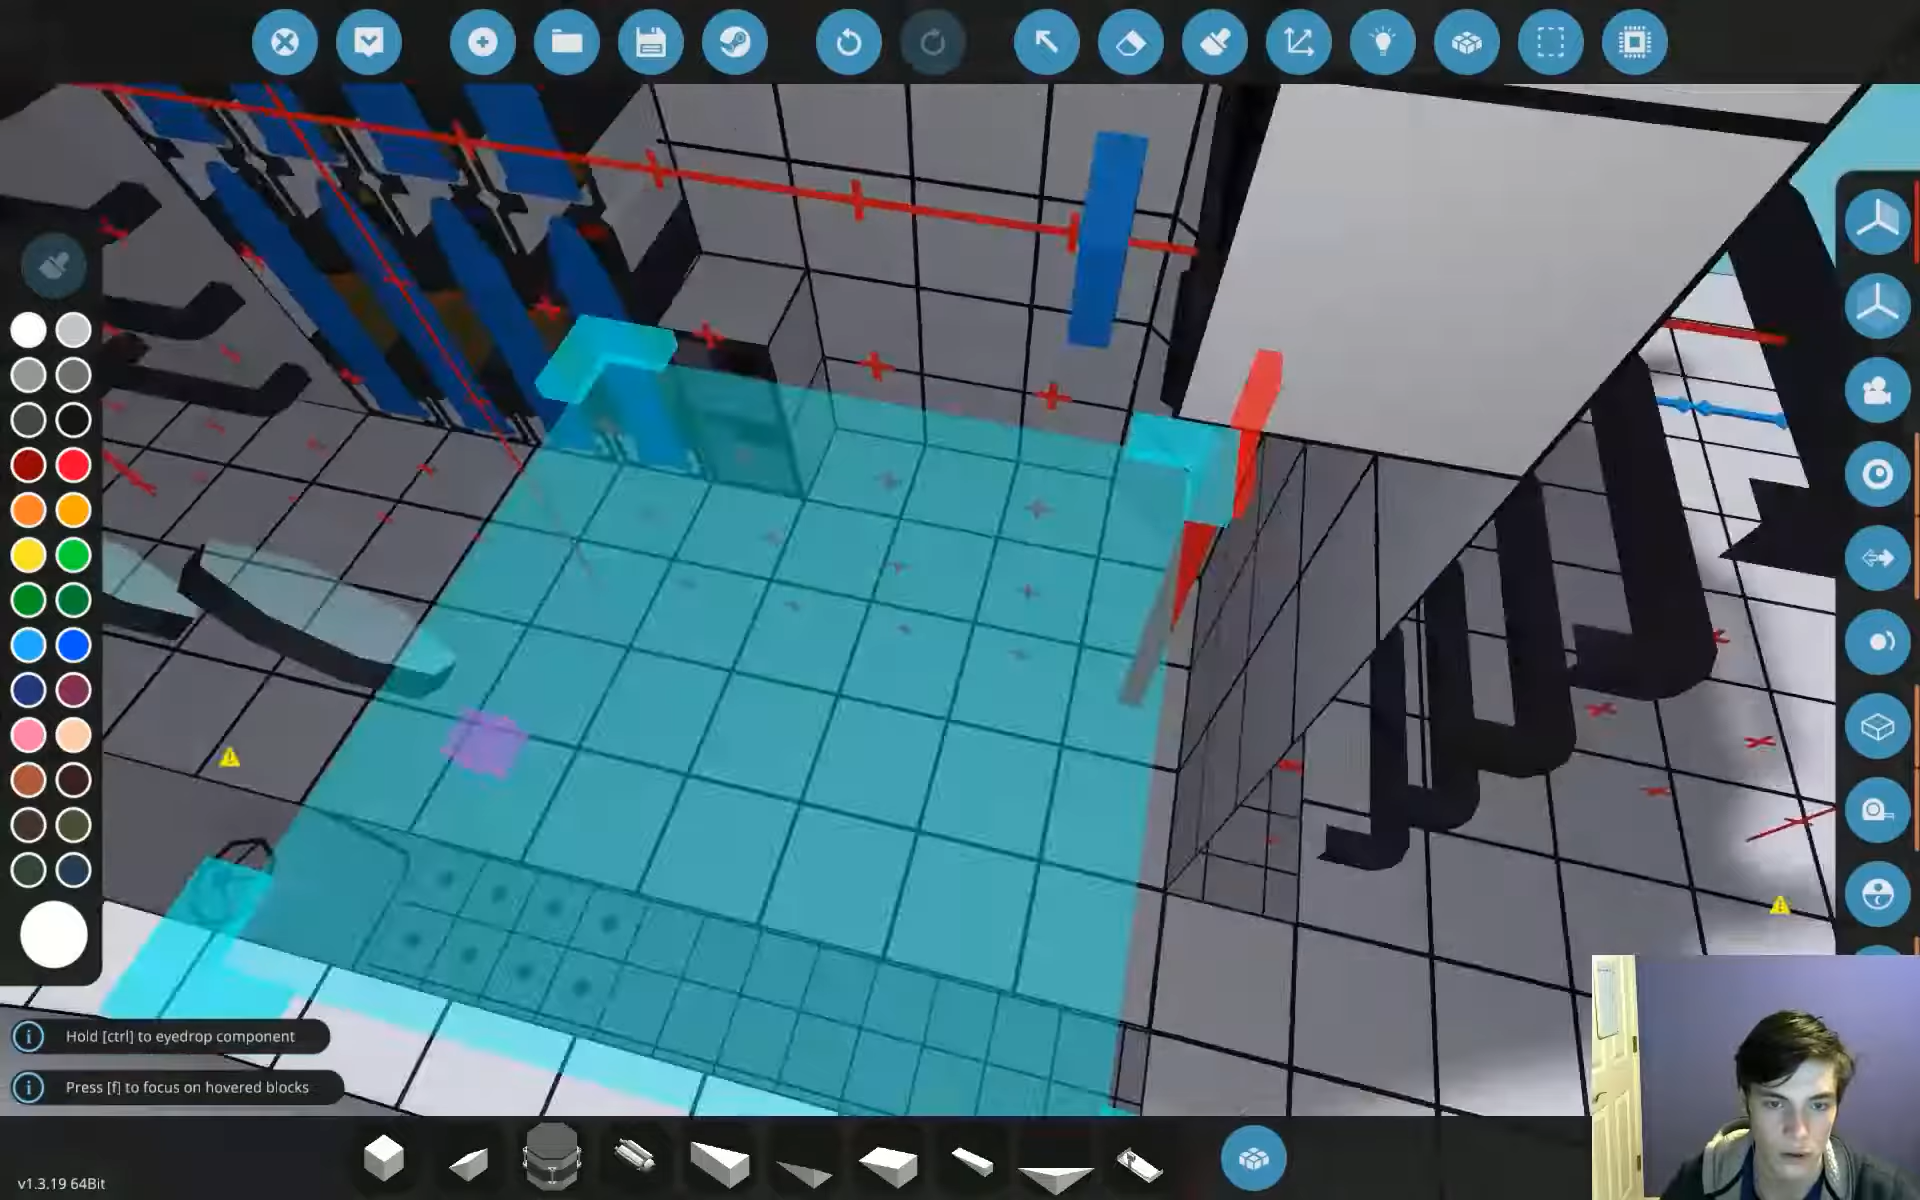 Hold [ctrl] to eyedrop component
Press [f] to focus on hovered blocks
v1.3.19 64Bit